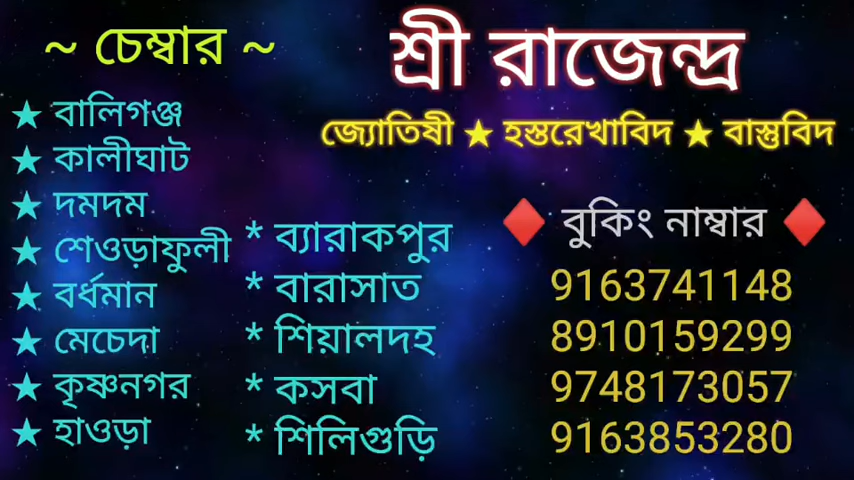 ~ চেম্বার ~
★ বালিগঞ্জ
★ কালীঘাট
★ দমদম
★ শেওড়াফুলী
★ বর্ধমান
★ মেচেদা
★ কৃষ্ণনগর
★ হাওড়া
* ব্যারাকপুর
* বারাসাত
* শিয়ালদহ
* কসবা
* শিলিগুড়ি
শ্রী রাজেন্দ্র
জ্যোতিষী ★ হস্তরেখাবিদ ★ বাস্তুবিদ
♦ বুকিং নাম্বার ♦
9163741148
8910159299
9748173057
9163853280